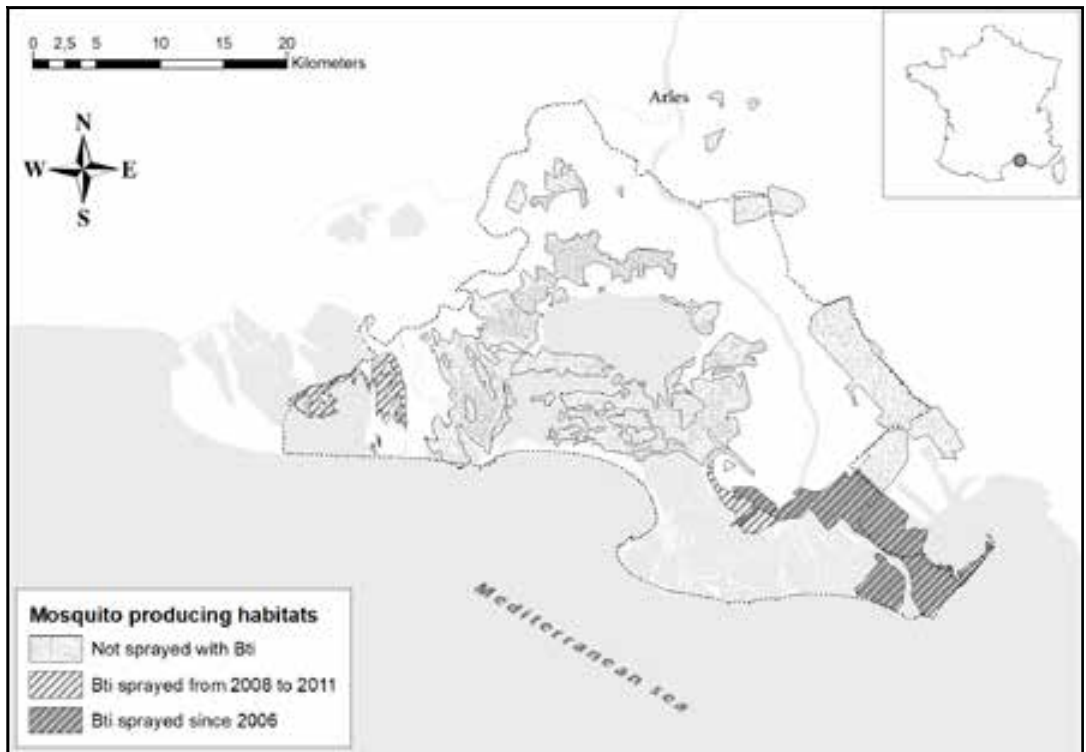 0 2,5 5 10 15 20
Kilometers
Arles
N
W E
S
Mediterranean sea
Mosquito producing habitats
Not sprayed with Bti
Bti sprayed from 2008 to 2011
Bti sprayed since 2006